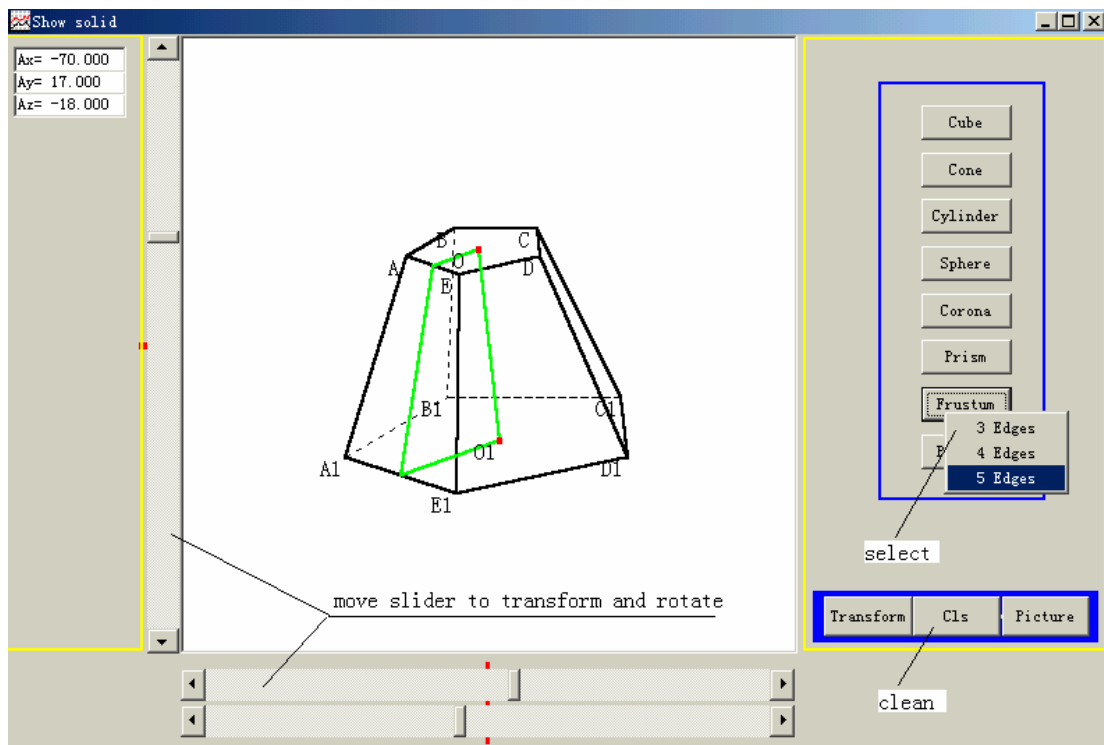 Show solid
Ax= -70.000
Ay= 17.000
Az= -18.000
B
C
A
O
D
E
B1
C1
A1
O1
D1
E1
move slider to transform and rotate
Cube
Cone
Cylinder
Sphere
Corona
Prism
Frustum
3 Edges
4 Edges
5 Edges
select
Transform
Cls
Picture
clean